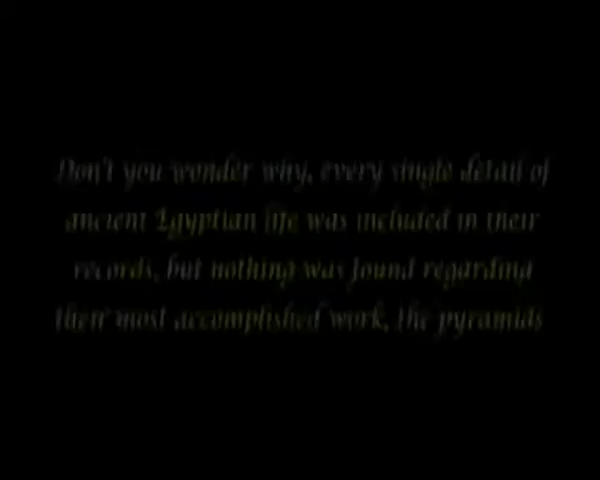 Don't you wonder why, every single detail of
ancient Egyptian life was included in their
records, but nothing was found regarding
their most accomplished work, the pyramids